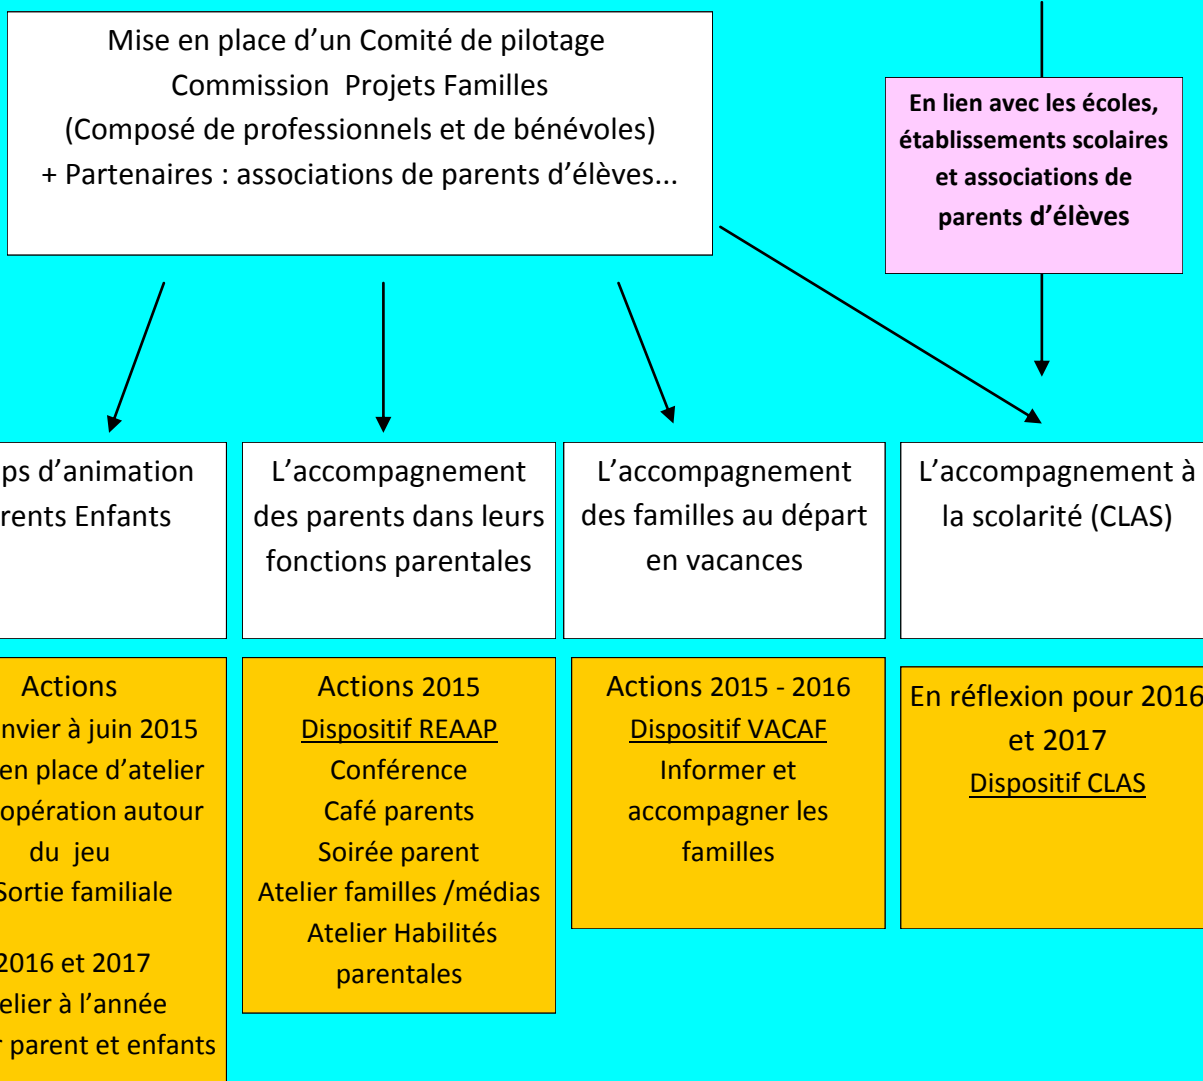 Mise en place d’un Comité de pilotage
Commission Projets Familles
(Composé de professionnels et de bénévoles)
+ Partenaires : associations de parents d’élèves...
En lien avec les écoles,
établissements scolaires
et associations de
parents d’élèves
d’animation
Enfants
L’accompagnement
des parents dans leurs
fonctions parentales
L’accompagnement
des familles au départ
en vacances
L’accompagnement à
la scolarité (CLAS)
Actions
à juin 2015
en place d’atelier
autour
du jeu
Sortie familiale
2016 et 2017
à l’année
parent et enfants
Actions 2015
Dispositif REAAP
Conférence
Café parents
Soirée parent
Atelier familles /médias
Atelier Habilités
parentales
Actions 2015 - 2016
Dispositif VACAF
Informer et
accompagner les
familles
En réflexion pour 2016
et 2017
Dispositif CLAS